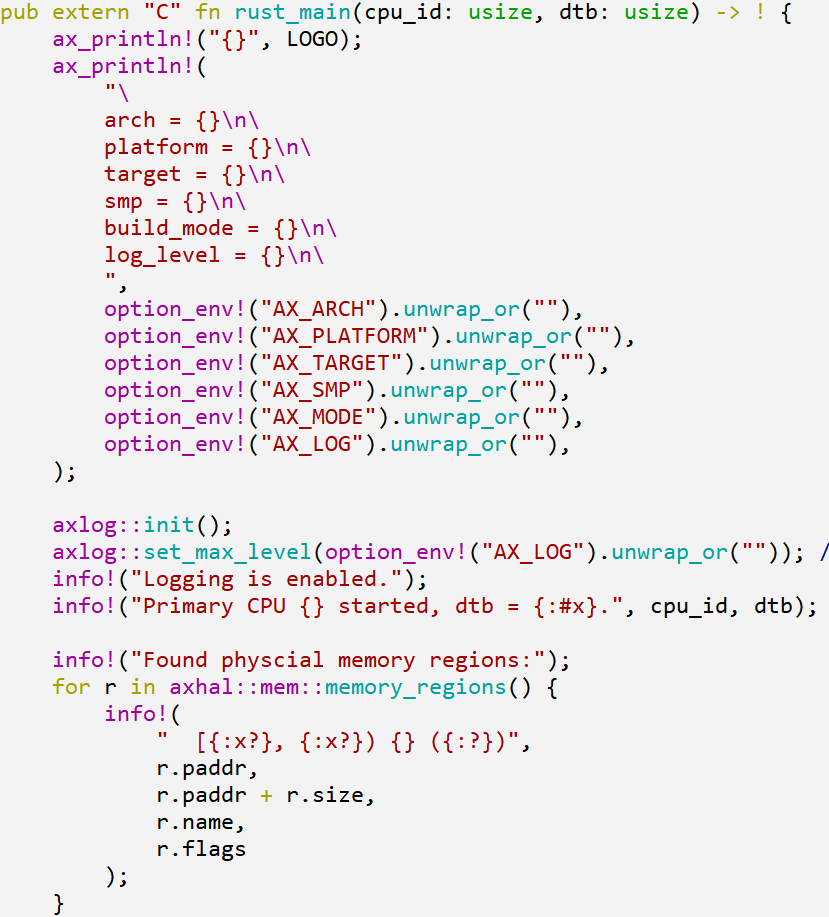 pub extern "C" fn rust_main(cpu_id: usize, dtb: usize) -> ! {
    ax_println!("{}", LOGO);
    ax_println!(
        "\
        arch = {}\n\
        platform = {}\n\
        target = {}\n\
        smp = {}\n\
        build_mode = {}\n\
        log_level = {}\n\
        ",
        option_env!("AX_ARCH").unwrap_or(""),
        option_env!("AX_PLATFORM").unwrap_or(""),
        option_env!("AX_TARGET").unwrap_or(""),
        option_env!("AX_SMP").unwrap_or(""),
        option_env!("AX_MODE").unwrap_or(""),
        option_env!("AX_LOG").unwrap_or(""),
    );

    axlog::init();
    axlog::set_max_level(option_env!("AX_LOG").unwrap_or("")); /
    info!("Logging is enabled.");
    info!("Primary CPU {} started, dtb = {:#x}.", cpu_id, dtb);

    info!("Found physcial memory regions:");
    for r in axhal::mem::memory_regions() {
        info!(
            "  [{:x?}, {:x?}) {} ({:?})",
            r.paddr,
            r.paddr + r.size,
            r.name,
            r.flags
        );
    }